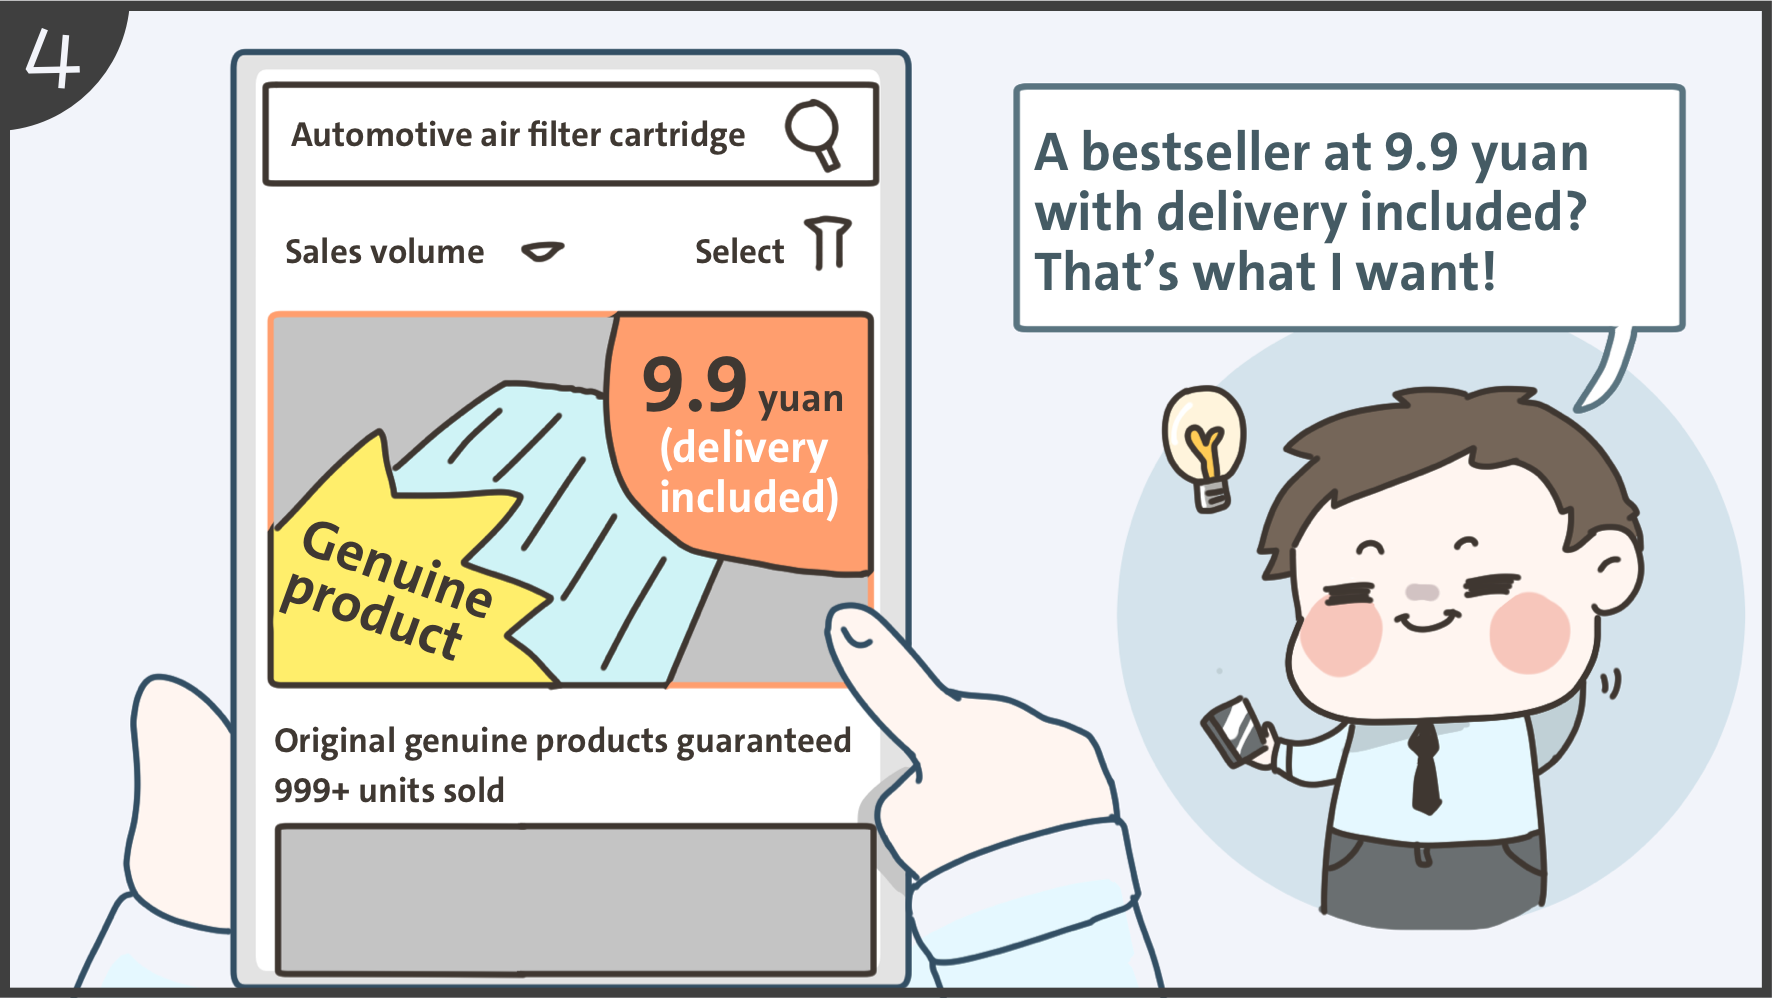 4
Automotive air filter cartridge
Sales volume
Select
9.9 yuan
(delivery
included)
Genuine
product
Original genuine products guaranteed
999+ units sold
A bestseller at 9.9 yuan
with delivery included?
That’s what I want!